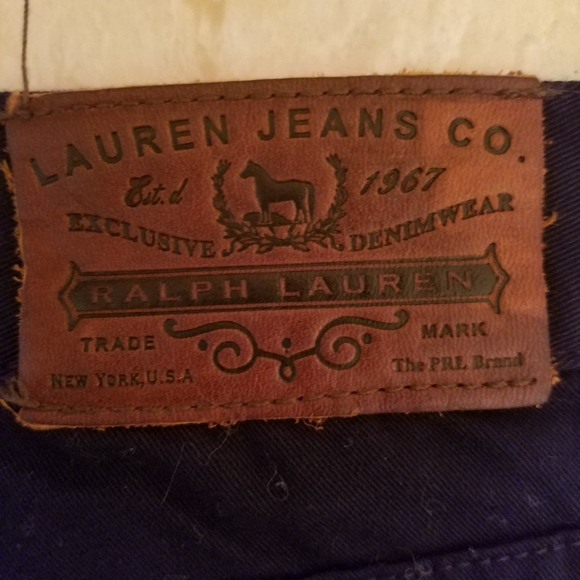 LAUREN JEANS CO.
Est.d 1967
EXCLUSIVE DENIMWEAR
RALPH LAUREN
TRADE MARK
NEW YORK, U.S.A The PRL Brand